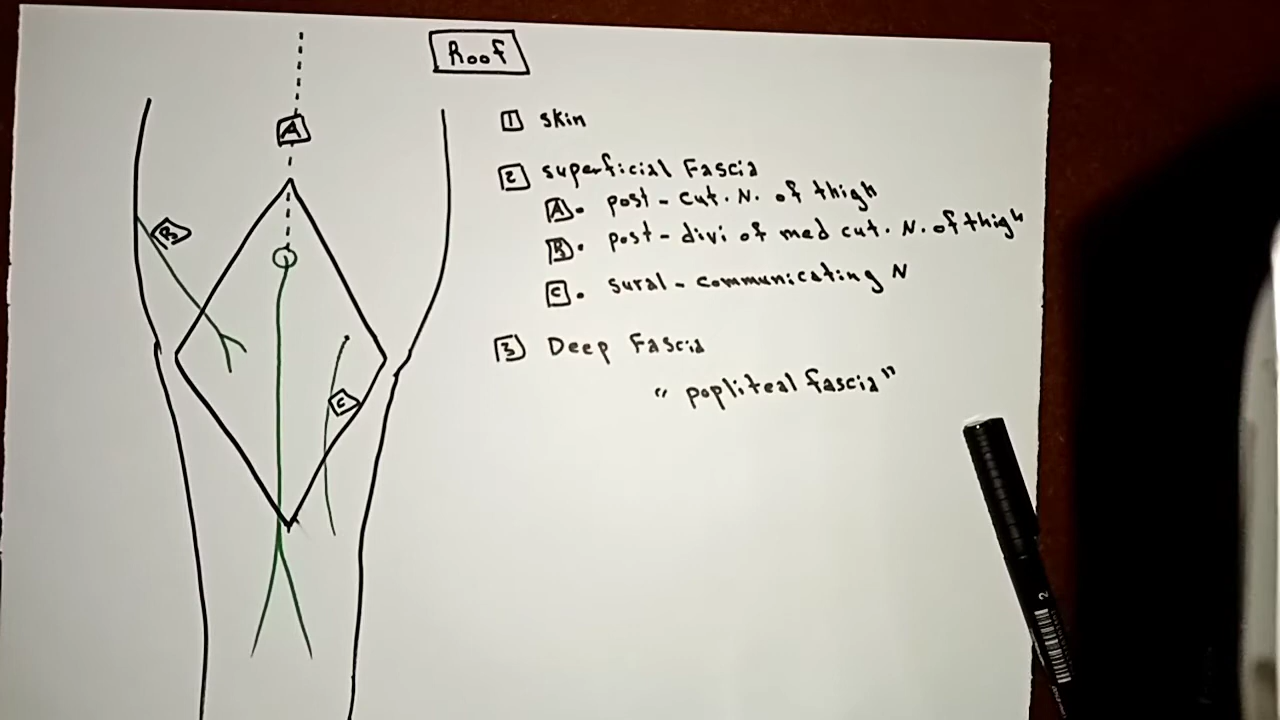 Roof
A
1 skin
2 superficial Fascia
A. post-cut. N. of thigh
B. post-divi of med cut. N. of thigh
B
C. sural-communicating N
3 Deep Fascia
"popliteal fascia"
C
2